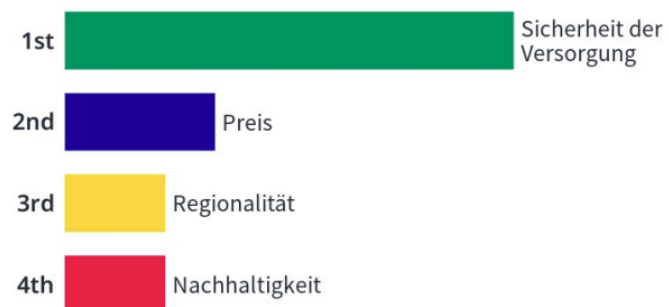 1st
Sicherheit der
Versorgung
2nd
Preis
3rd
Regionalität
4th
Nachhaltigkeit